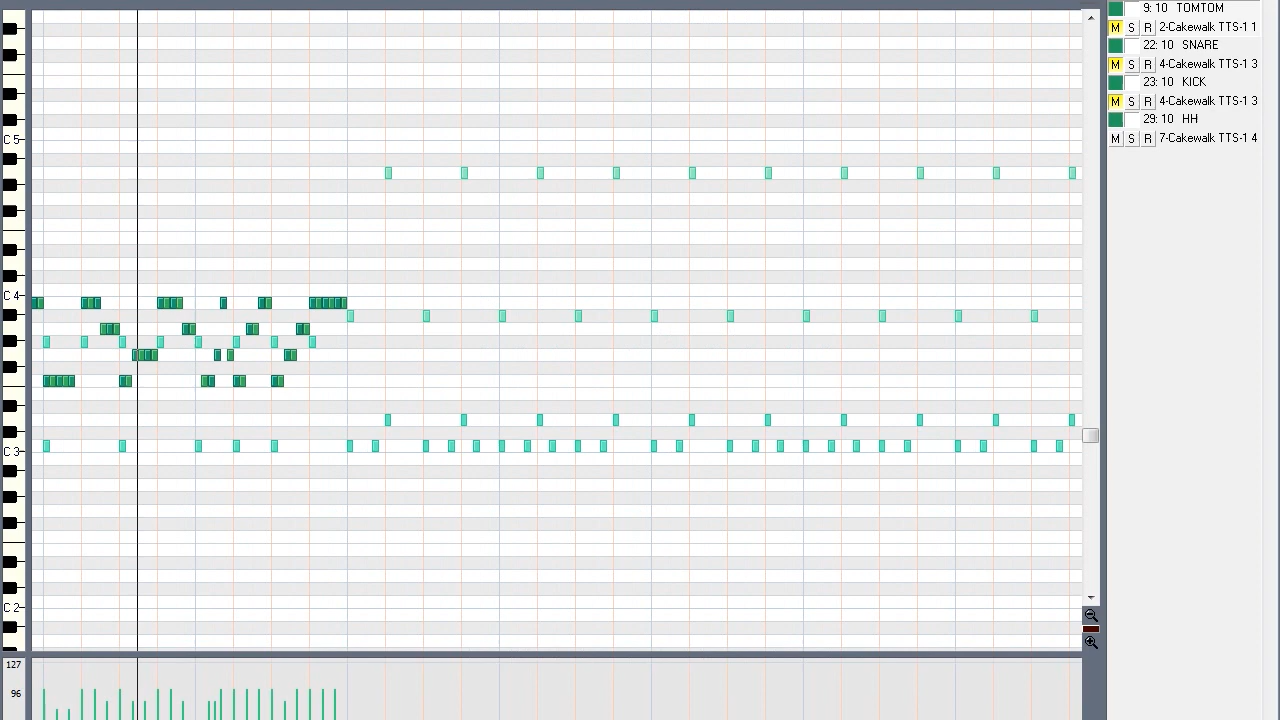 9: 10 TOMTOM
M S R 2-Cakewalk TTS-1 1
10 SNARE
M S R 4-Cakewalk TTS-1 3
23: 10 KICK
M S R 4-Cakewalk TTS-1 3
29: 10 HH
M S R 7-Cakewalk TTS-1 4
C 5
C 4
C 3
C 2
127
96